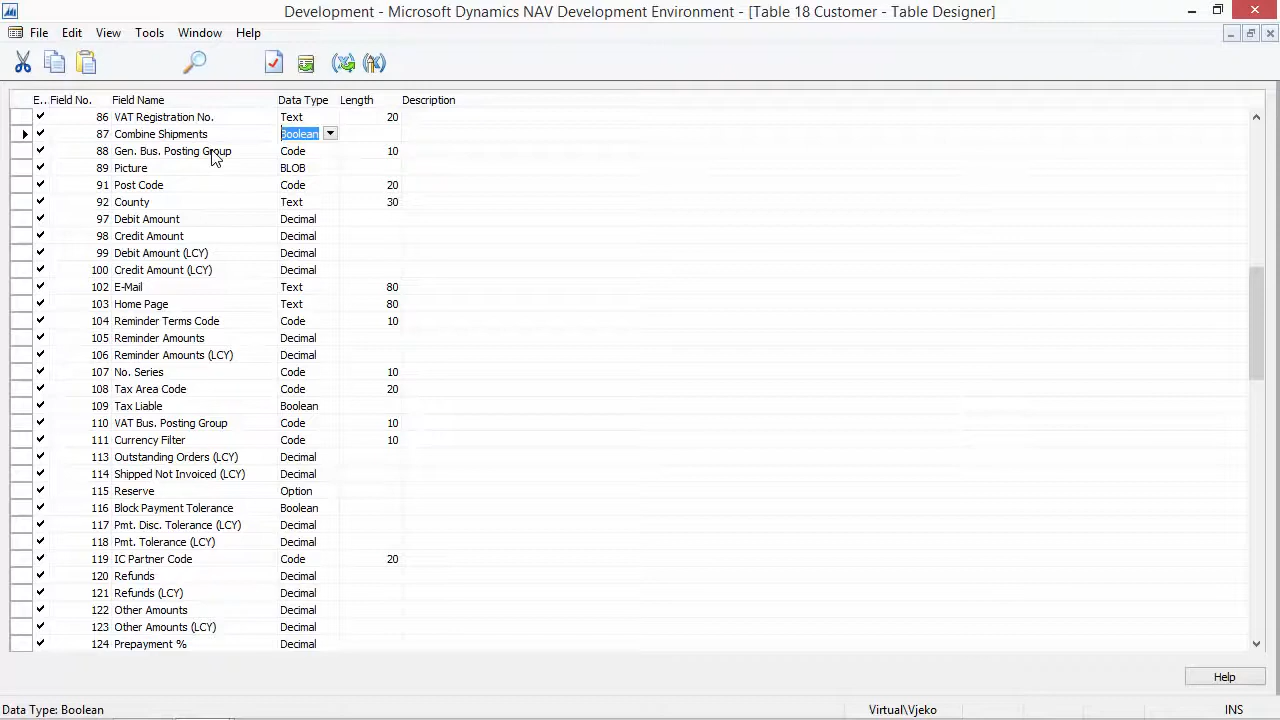 Development - Microsoft Dynamics NAV Development Environment - [Table 18 Customer - Table Designer]
File Edit View Tools Window Help
E.. Field No. Field Name Data Type Length Description
86 VAT Registration No. Text 20
87 Combine Shipments Boolean
88 Gen. Bus. Posting Group Code 10
89 Picture BLOB
91 Post Code Code 20
92 County Text 30
97 Debit Amount Decimal
98 Credit Amount Decimal
99 Debit Amount (LCY) Decimal
100 Credit Amount (LCY) Decimal
102 E-Mail Text 80
103 Home Page Text 80
104 Reminder Terms Code Code 10
105 Reminder Amounts Decimal
106 Reminder Amounts (LCY) Decimal
107 No. Series Code 10
108 Tax Area Code Code 20
109 Tax Liable Boolean
110 VAT Bus. Posting Group Code 10
111 Currency Filter Code 10
113 Outstanding Orders (LCY) Decimal
114 Shipped Not Invoiced (LCY) Decimal
115 Reserve Option
116 Block Payment Tolerance Boolean
117 Pmt. Disc. Tolerance (LCY) Decimal
118 Pmt. Tolerance (LCY) Decimal
119 IC Partner Code Code 20
120 Refunds Decimal
121 Refunds (LCY) Decimal
122 Other Amounts Decimal
123 Other Amounts (LCY) Decimal
124 Prepayment % Decimal
Help
Data Type: Boolean Virtual\Vjeko INS